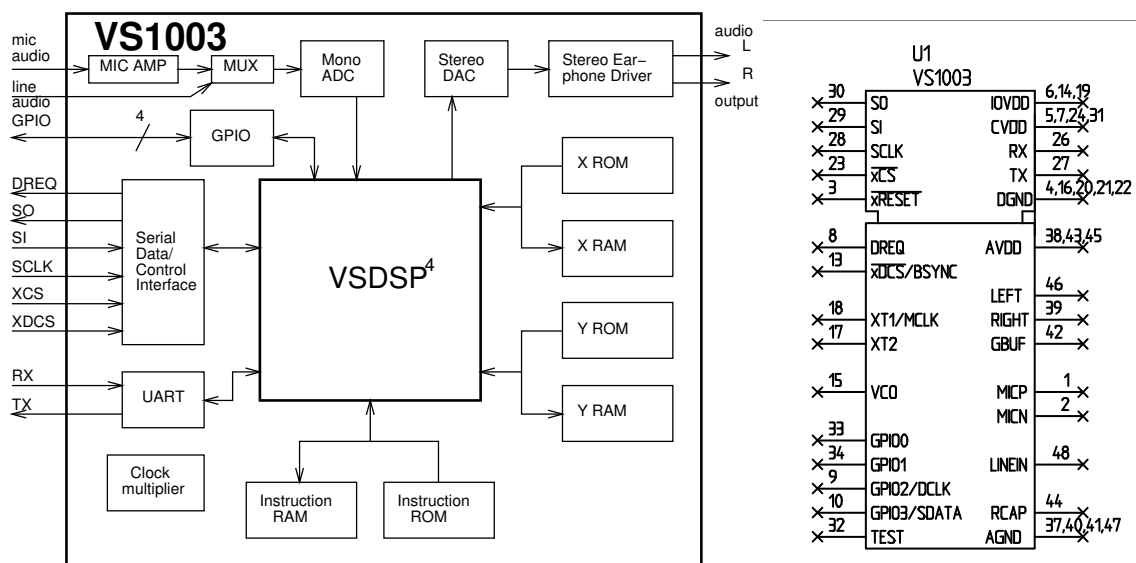 VS1003
mic
audio
line
audio
GPIO
4
MIC AMP
MUX
Mono
ADC
Stereo
DAC
Stereo Ear-
phone Driver
audio
L
R
output
GPIO
DREQ
SO
SI
SCLK
XCS
XDCS
Serial
Data/
Control
Interface
RX
TX
UART
VSDSP4
X ROM
X RAM
Y ROM
Y RAM
Clock
multiplier
Instruction
RAM
Instruction
ROM
U1
VS1003
30 SO IOVDD 6,14,19
29 SI CVDD 5,7,24,31
28 SCLK RX 26
23 xCS TX 27
3 xRESET DGND 4,16,20,21,22
8 DREQ AVDD 38,43,45
13 xDCS/BSYNC
LEFT 46
18 XT1/MCLK RIGHT 39
17 XT2 GBUF 42
15 VCO MICP 1
MICN 2
33 GPIO0
34 GPIO1 LINEIN 48
9 GPIO2/DCLK
10 GPIO3/SDATA RCAP 44
32 TEST AGND 37,40,41,47